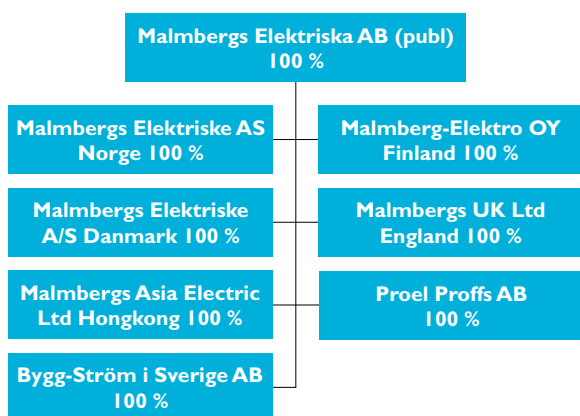 Malmbergs Elektriska AB (publ)
100 %
Malmbergs Elektriske AS
Norge 100 %
Malmberg-Elektro OY
Finland 100 %
Malmbergs Elektriske
A/S Danmark 100 %
Malmbergs UK Ltd
England 100 %
Malmbergs Asia Electric
Ltd Hongkong 100 %
Proel Proffs AB
100 %
Bygg-Ström i Sverige AB
100 %